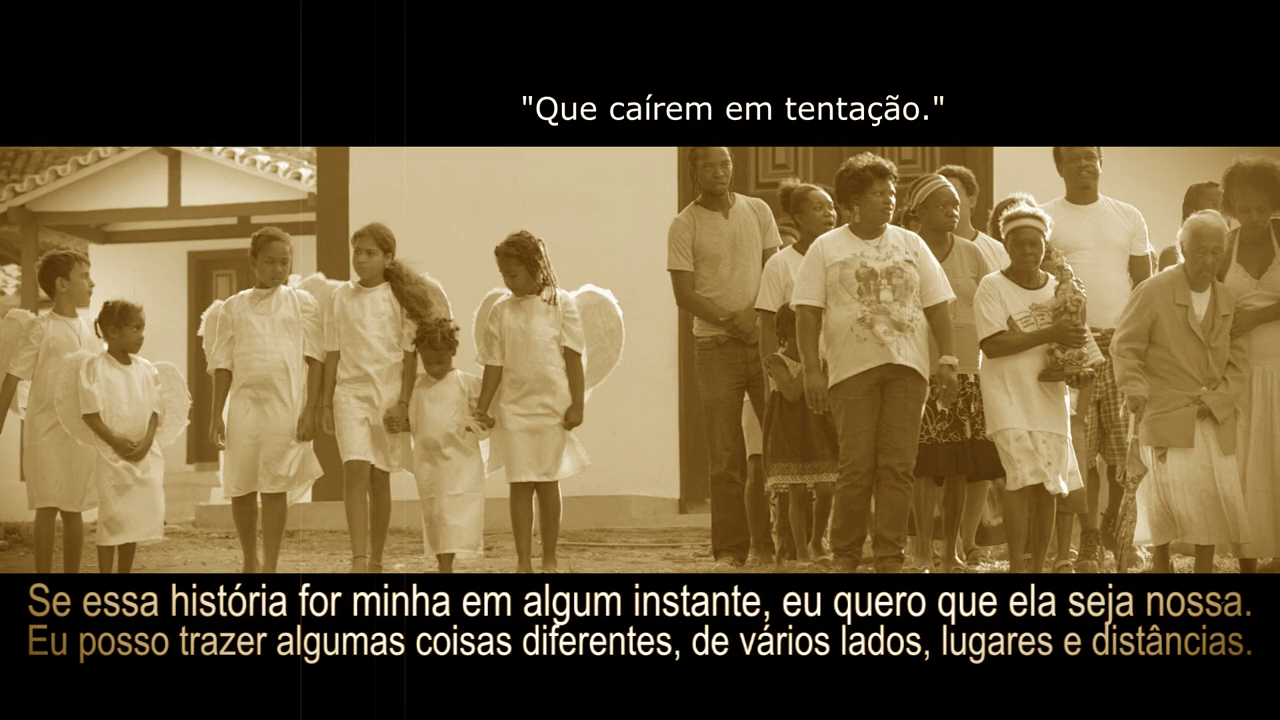 "Que caírem em tentação."
Se essa história for minha em algum instante, eu quero que ela seja nossa.
Eu posso trazer algumas coisas diferentes, de vários lados, lugares e distâncias.